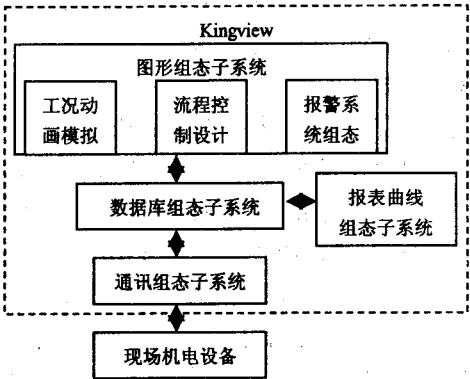 Kingview
图形组态子系统
工况动
画模拟
流程控
制设计
报警系
统组态
数据库组态子系统
报表曲线
组态子系统
通讯组态子系统
现场机电设备